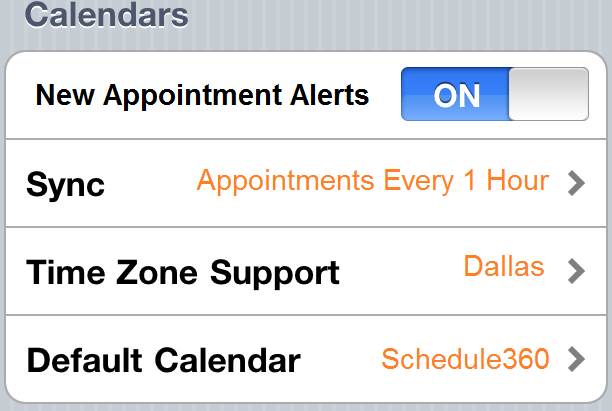 Calendars
New Appointment Alerts ON
Sync Appointments Every 1 Hour
Time Zone Support Dallas
Default Calendar Schedule360